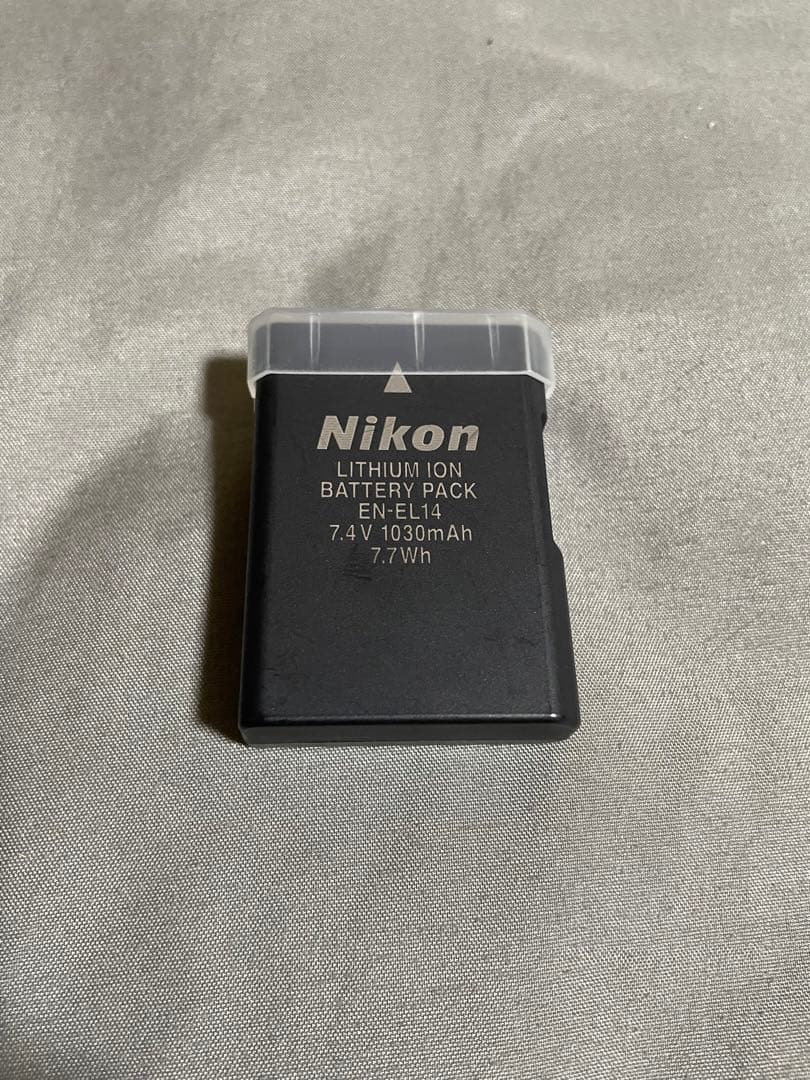 Nikon
LITHIUM ION
BATTERY PACK
EN-EL14
7.4V 1030mAh
7.7Wh